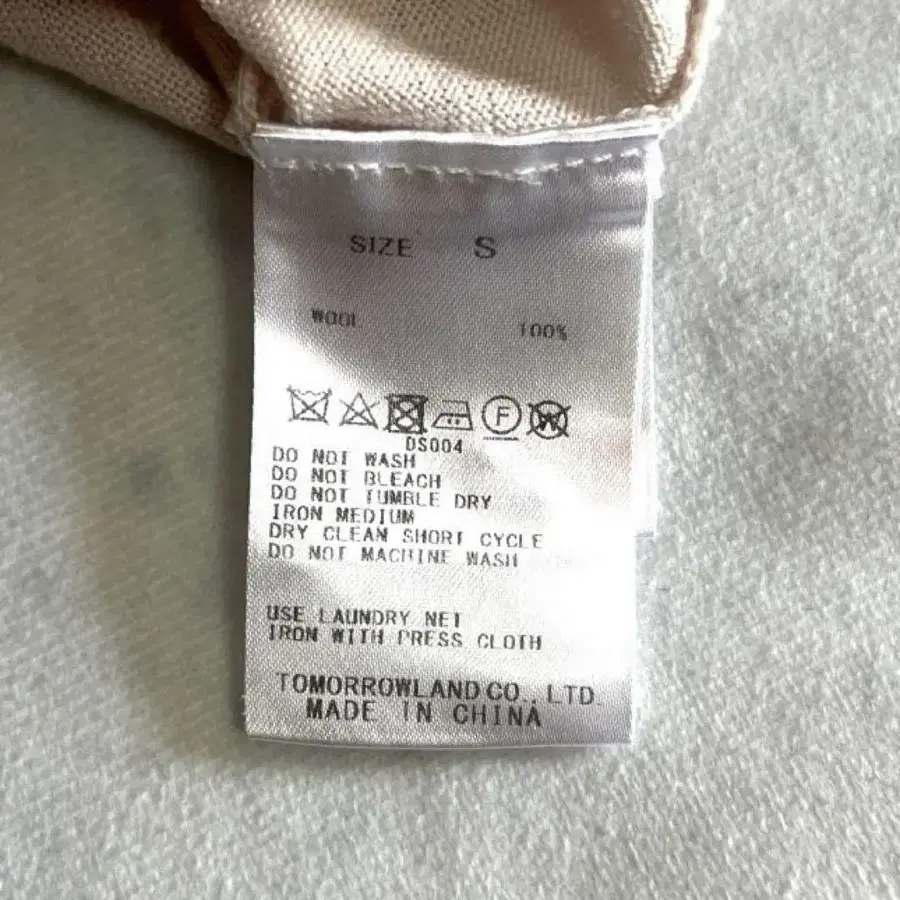 SIZE S
WOOL 100%
F W
DS004
DO NOT WASH
DO NOT BLEACH
DO NOT TUMBLE DRY
IRON MEDIUM
DRY CLEAN SHORT CYCLE
DO NOT MACHINE WASH
USE LAUNDRY NET
IRON WITH PRESS CLOTH
TOMORROWLAND CO., LTD.
MADE IN CHINA